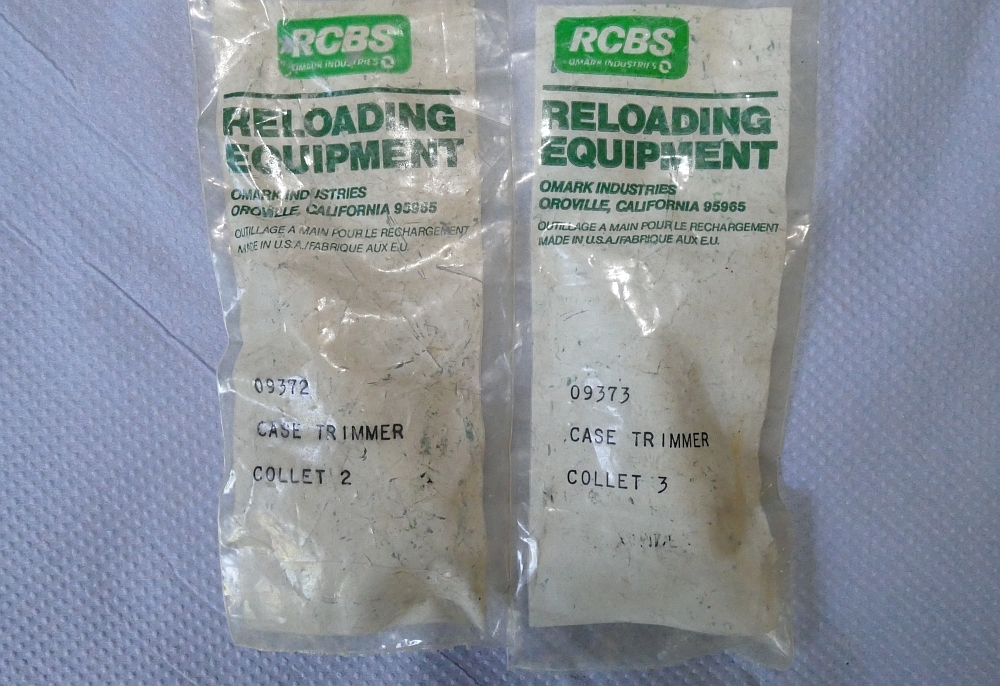 RCBS
OMARK INDUSTRIES
RELOADING
EQUIPMENT
OMARK INDUSTRIES
OROVILLE, CALIFORNIA 95965
OUTILLAGE A MAIN POUR LE RECHARGEMENT
MADE IN U.S.A./FABRIQUE AUX E.U.
09372
CASE TRIMMER
COLLET 2
RCBS
OMARK INDUSTRIES
RELOADING
EQUIPMENT
OMARK INDUSTRIES
OROVILLE, CALIFORNIA 95965
OUTILLAGE A MAIN POUR LE RECHARGEMENT
MADE IN U.S.A./FABRIQUE AUX E.U.
09373
CASE TRIMMER
COLLET 3